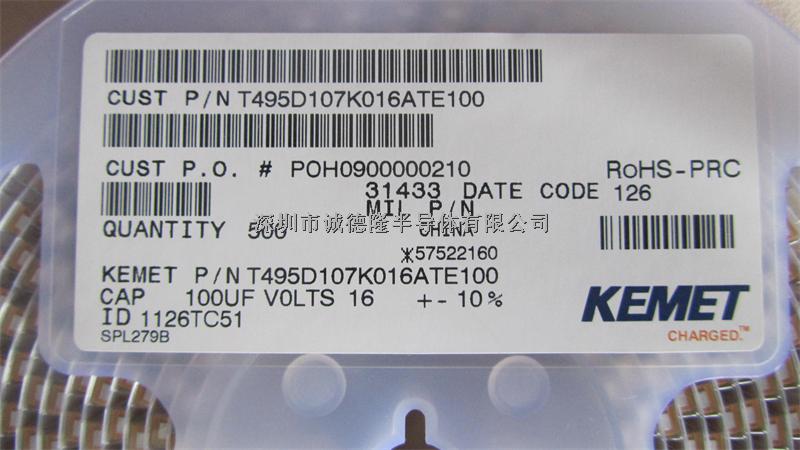 CUST P/N T495D107K016ATE100
CUST P.O. # POH0900000210 RoHS-PRC
31433 DATE CODE 126
MIL P/N
QUANTITY 500 CHINA
深圳市诚德隆半导体有限公司
*57522160
KEMET P/N T495D107K016ATE100
CAP 100UF VOLTS 16 +-10%
ID 1126TC51
SPL279B
KEMET
CHARGED.™